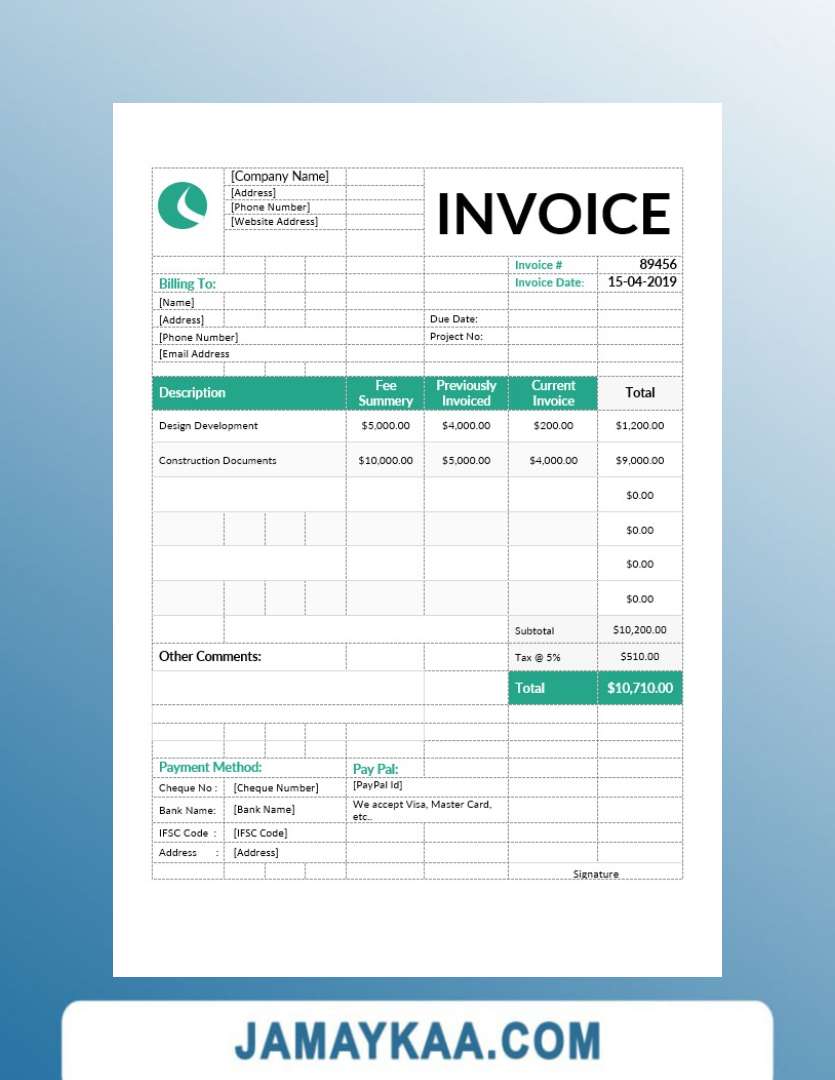 [Company Name]
[Address]
[Phone Number]
[Website Address]
INVOICE
Invoice # 89456
Billing To: Invoice Date: 15-04-2019
[Name]
[Address] Due Date:
[Phone Number] Project No:
[Email Address
Description Fee Summery Previously Invoiced Current Invoice Total
Design Development $5,000.00 $4,000.00 $200.00 $1,200.00
Construction Documents $10,000.00 $5,000.00 $4,000.00 $9,000.00
$0.00
$0.00
$0.00
$0.00
Subtotal $10,200.00
Other Comments: Tax @ 5% $510.00
Total $10,710.00
Payment Method: Pay Pal:
Cheque No : [Cheque Number] [PayPal Id]
Bank Name: [Bank Name] We accept Visa, Master Card, etc..
IFSC Code : [IFSC Code]
Address : [Address]
Signature
JAMAYKAA.COM